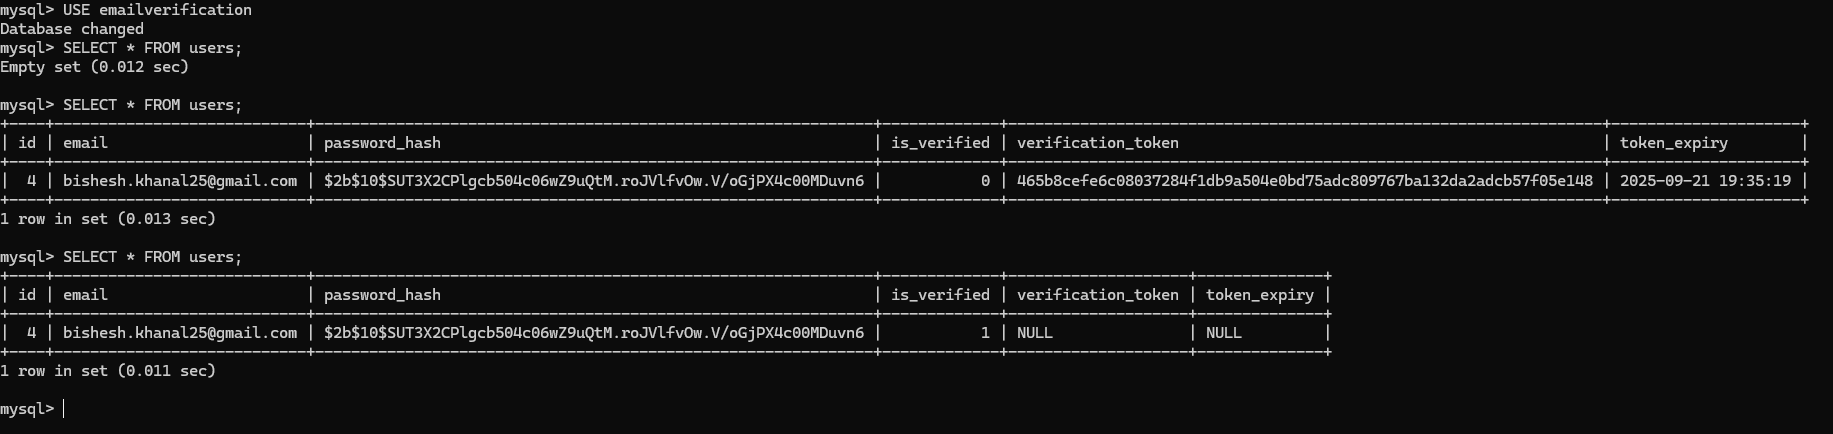 mysql> USE emailverification
Database changed
mysql> SELECT * FROM users;
Empty set (0.012 sec)

mysql> SELECT * FROM users;
+----+----------------------------+--------------------------------------------------------------+-------------+------------------------------------------------------------------+---------------------+
| id | email | password_hash | is_verified | verification_token | token_expiry |
+----+----------------------------+--------------------------------------------------------------+-------------+------------------------------------------------------------------+---------------------+
| 4 | bishesh.khanal25@gmail.com | $2b$10$SUT3X2CPlgcb504c06wZ9uQtM.roJVlfvOw.V/oGjPX4c00MDuvn6 | 0 | 465b8cefe6c08037284f1db9a504e0bd75adc809767ba132da2adcb57f05e148 | 2025-09-21 19:35:19 |
+----+----------------------------+--------------------------------------------------------------+-------------+------------------------------------------------------------------+---------------------+
1 row in set (0.013 sec)

mysql> SELECT * FROM users;
+----+----------------------------+--------------------------------------------------------------+-------------+--------------------+--------------+
| id | email | password_hash | is_verified | verification_token | token_expiry |
+----+----------------------------+--------------------------------------------------------------+-------------+--------------------+--------------+
| 4 | bishesh.khanal25@gmail.com | $2b$10$SUT3X2CPlgcb504c06wZ9uQtM.roJVlfvOw.V/oGjPX4c00MDuvn6 | 1 | NULL | NULL |
+----+----------------------------+--------------------------------------------------------------+-------------+--------------------+--------------+
1 row in set (0.011 sec)

mysql>